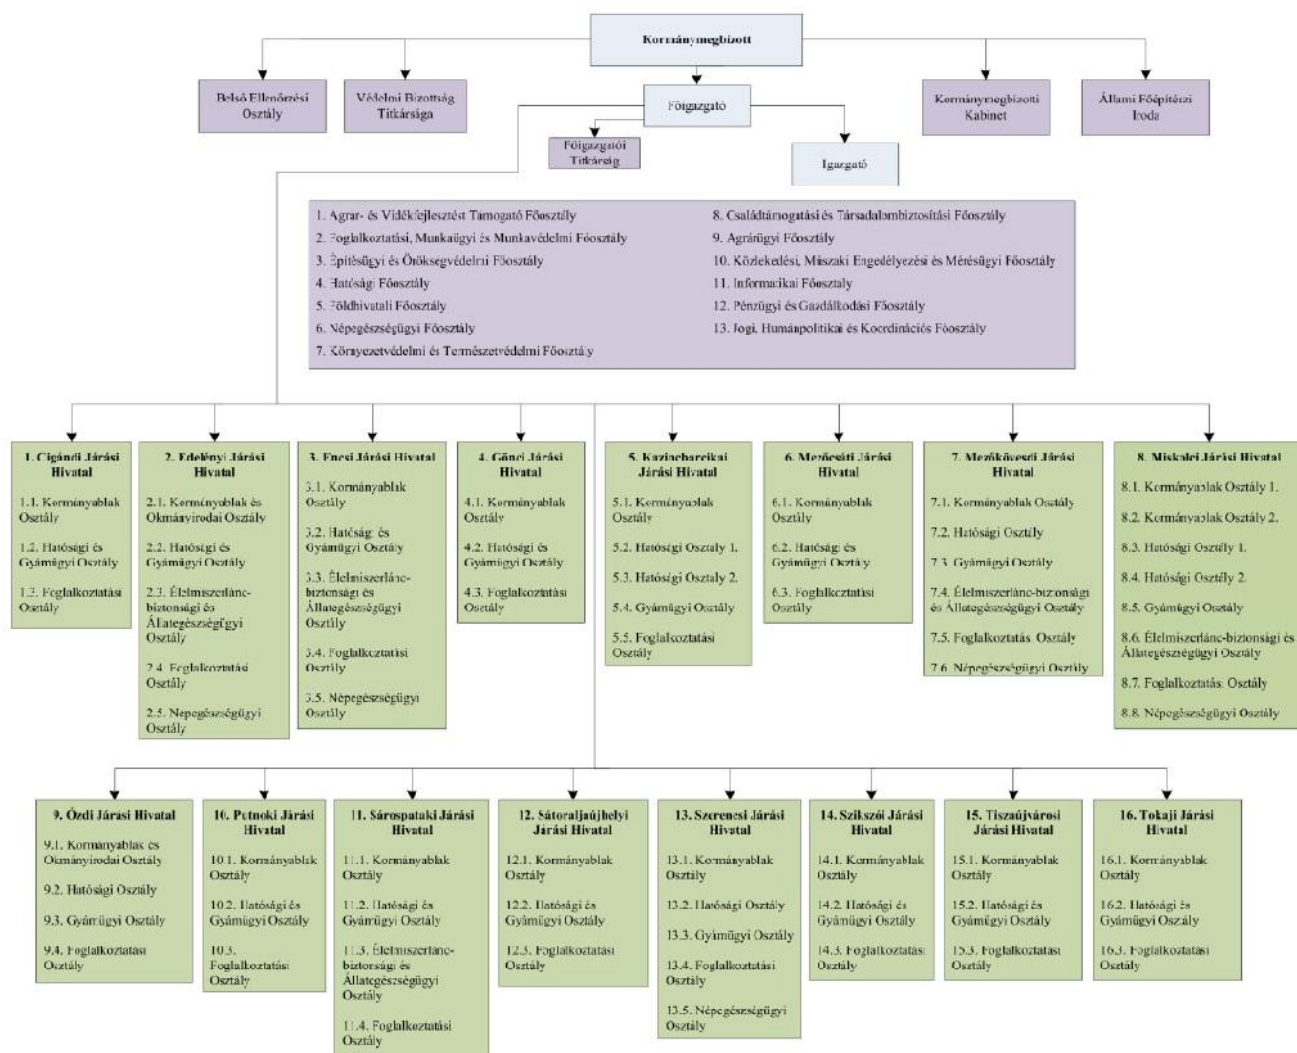 Kormánymegbízott
Belső Ellenőrzési
Osztály
Védelmi Bizottság
Titkársága
Főigazgató
Kormánymegbízotti
Kabinet
Állami Főépítészi
Iroda
Főigazgatói
Titkárság
Igazgató
1. Agrár- és Vidékfejlesztést Támogató Főosztály
2. Foglalkoztatási, Munkaügyi és Munkavédelmi Főosztály
3. Építésügyi és Örökségvédelmi Főosztály
4. Hatósági Főosztály
5. Földhivatali Főosztály
6. Népegészségügyi Főosztály
7. Környezetvédelmi és Természetvédelmi Főosztály
8. Családtámogatási és Társadalombiztosítási Főosztály
9. Agrárügyi Főosztály
10. Közlekedési, Műszaki Engedélyezési és Mérésügyi Főosztály
11. Informatikai Főosztály
12. Pénzügyi és Gazdálkodási Főosztály
13. Jogi, Humánpolitikai és Koordinációs Főosztály
1. Cigándi Járási
Hivatal
1.1. Kormányablak
Osztály
1.2. Hatósági és
Gyámügyi Osztály
1.3. Foglalkoztatási
Osztály
2. Edelényi Járási
Hivatal
2.1. Kormányablak és
Okmányirodai Osztály
2.2. Hatósági és
Gyámügyi Osztály
2.3. Élelmiszerlánc-
biztonsági és
Állategészségügyi
Osztály
2.4. Foglalkoztatási
Osztály
2.5. Népegészségügyi
Osztály
3. Encsi Járási Hivatal
3.1. Kormányablak
Osztály
3.2. Hatósági és
Gyámügyi Osztály
3.3. Élelmiszerlánc-
biztonsági és
Állategészségügyi
Osztály
3.4. Foglalkoztatási
Osztály
3.5. Népegészségügyi
Osztály
4. Gönci Járási
Hivatal
4.1. Kormányablak
Osztály
4.2. Hatósági és
Gyámügyi Osztály
4.3. Foglalkoztatási
Osztály
5. Kazincbarcikai
Járási Hivatal
5.1. Kormányablak
Osztály
5.2. Hatósági Osztály 1.
5.3. Hatósági Osztály 2.
5.4. Gyámügyi Osztály
5.5. Foglalkoztatási
Osztály
6. Mezőcsáti Járási
Hivatal
6.1. Kormányablak
Osztály
6.2. Hatósági és
Gyámügyi Osztály
6.3. Foglalkoztatási
Osztály
7. Mezőkövesdi Járási
Hivatal
7.1. Kormányablak Osztály
7.2. Hatósági Osztály
7.3. Gyámügyi Osztály
7.4. Élelmiszerlánc-biztonsági
és Állategészségügyi Osztály
7.5. Foglalkoztatási Osztály
7.6. Népegészségügyi Osztály
8. Miskolci Járási Hivatal
8.1. Kormányablak Osztály 1.
8.2. Kormányablak Osztály 2.
8.3. Hatósági Osztály 1.
8.4. Hatósági Osztály 2.
8.5. Gyámügyi Osztály
8.6. Élelmiszerlánc-biztonsági és
Állategészségügyi Osztály
8.7. Foglalkoztatási Osztály
8.8. Népegészségügyi Osztály
9. Ózdi Járási Hivatal
9.1. Kormányablak és
Okmányirodai Osztály
9.2. Hatósági Osztály
9.3. Gyámügyi Osztály
9.4. Foglalkoztatási
Osztály
10. Putnoki Járási
Hivatal
10.1. Kormányablak
Osztály
10.2. Hatósági és
Gyámügyi Osztály
10.3.
Foglalkoztatási
Osztály
11. Sárospataki Járási
Hivatal
11.1. Kormányablak
Osztály
11.2. Hatósági és
Gyámügyi Osztály
11.3. Élelmiszerlánc-
biztonsági és
Állategészségügyi
Osztály
11.4. Foglalkoztatási
Osztály
12. Sátoraljaújhelyi
Járási Hivatal
12.1. Kormányablak
Osztály
12.2. Hatósági és
Gyámügyi Osztály
12.3. Foglalkoztatási
Osztály
13. Szerencsi Járási
Hivatal
13.1. Kormányablak
Osztály
13.2. Hatósági Osztály
13.3. Gyámügyi Osztály
13.4. Foglalkoztatási
Osztály
13.5. Népegészségügyi
Osztály
14. Szikszói Járási
Hivatal
14.1. Kormányablak
Osztály
14.2. Hatósági és
Gyámügyi Osztály
14.3. Foglalkoztatási
Osztály
15. Tiszaújvárosi
Járási Hivatal
15.1. Kormányablak
Osztály
15.2. Hatósági és
Gyámügyi Osztály
15.3. Foglalkoztatási
Osztály
16. Tokaji Járási
Hivatal
16.1. Kormányablak
Osztály
16.2. Hatósági és
Gyámügyi Osztály
16.3. Foglalkoztatási
Osztály